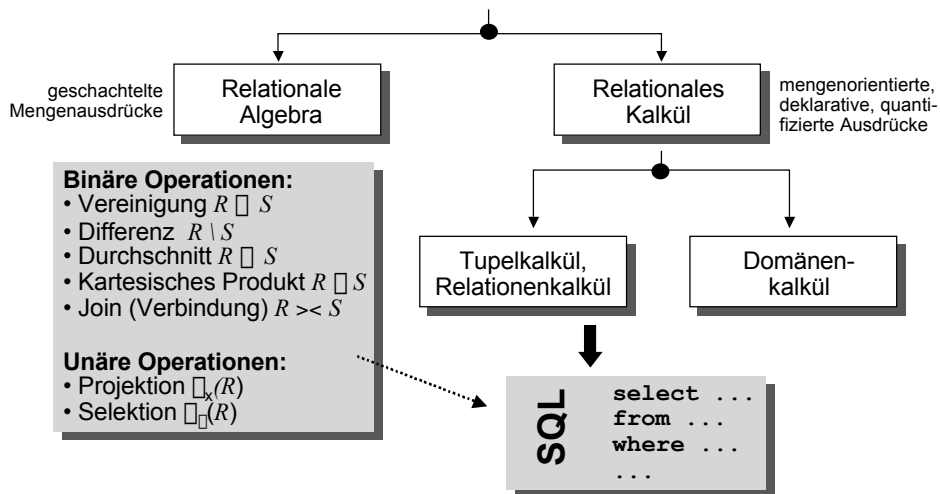 geschachtelte
Mengenausdrücke
Relationale
Algebra
Relationales
Kalkül
mengenorientierte,
deklarative, quanti-
fizierte Ausdrücke
Binäre Operationen:
• Vereinigung R □ S
• Differenz R \ S
• Durchschnitt R □ S
• Kartesisches Produkt R □ S
• Join (Verbindung) R >< S
Unäre Operationen:
• Projektion □x(R)
• Selektion □□(R)
Tupelkalkül,
Relationenkalkül
Domänen-
kalkül
SQL
select ...
from ...
where ...
...